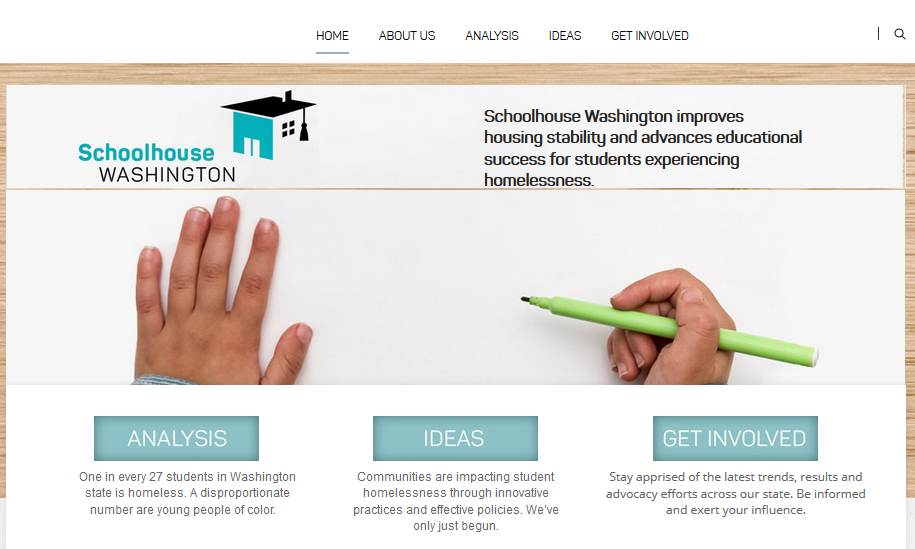 HOME ABOUT US ANALYSIS IDEAS GET INVOLVED
Schoolhouse
WASHINGTON
Schoolhouse Washington improves
housing stability and advances educational
success for students experiencing
homelessness.
ANALYSIS
One in every 27 students in Washington
state is homeless. A disproportionate
number are young people of color.
IDEAS
Communities are impacting student
homelessness through innovative
practices and effective policies. We've
only just begun.
GET INVOLVED
Stay apprised of the latest trends, results and
advocacy efforts across our state. Be informed
and exert your influence.